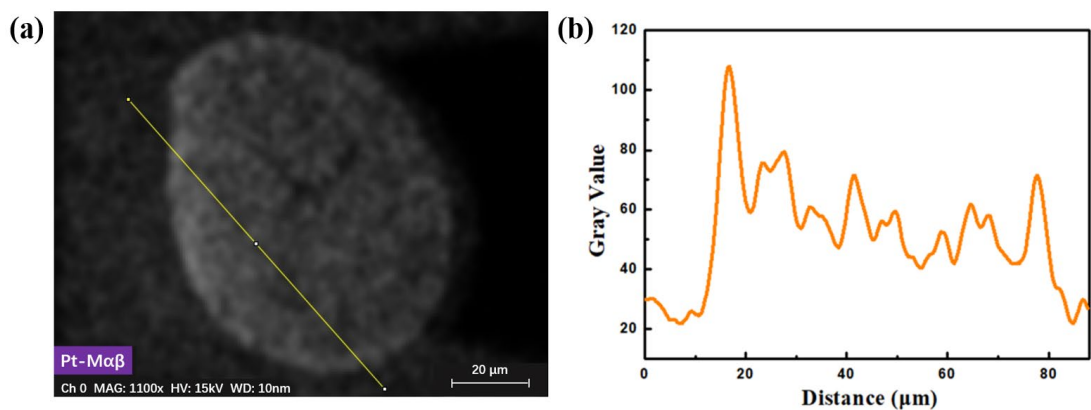 (a)
Pt-Mαβ
Ch 0 MAG: 1100x HV: 15kV WD: 10nm
20 μm
(b)
120
100
80
60
40
20
0 20 40 60 80
Gray Value
Distance (μm)